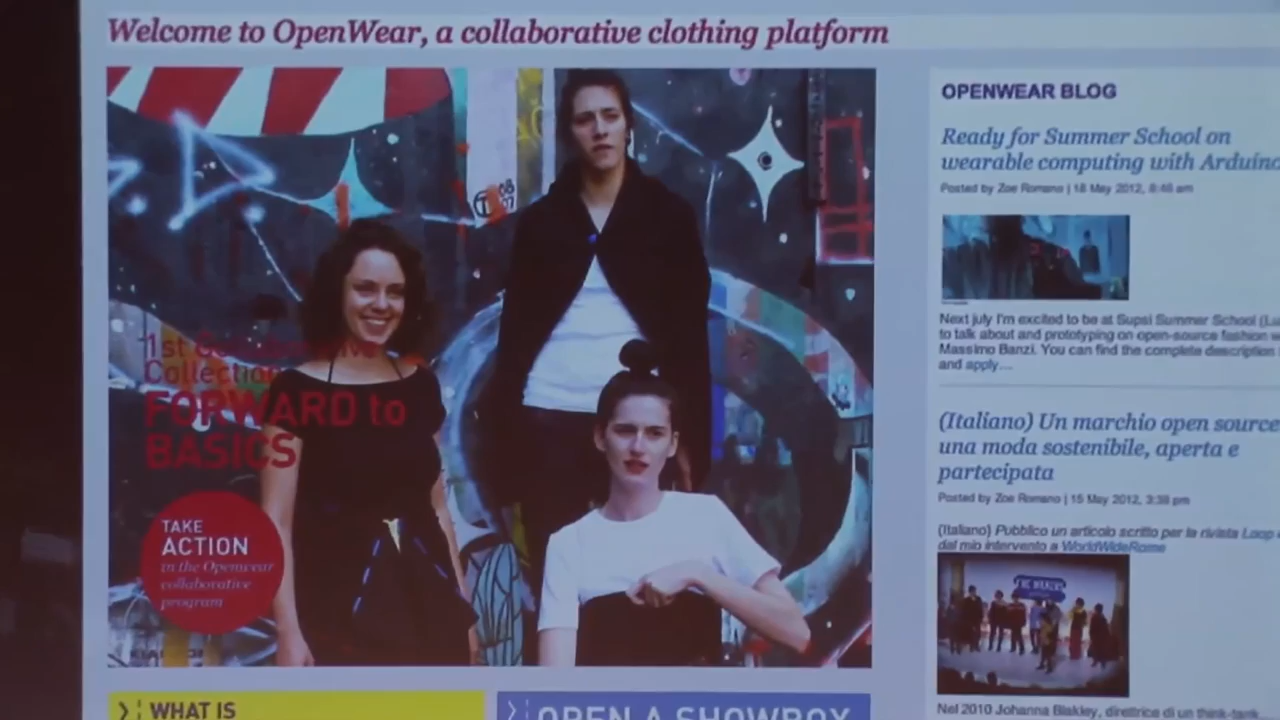 Welcome to OpenWear, a collaborative clothing platform
1st
Collection
FORWARD to
BASICS
TAKE
ACTION
in the Openwear
collaborative
program
WHAT IS
OPEN A SHOWBOX
OPENWEAR BLOG
Ready for Summer School on
wearable computing with Arduino
Posted by Zoe Romano | 18 May 2012, 8:48 am
Next july I'm excited to be at Supsi Summer School
to talk about and prototyping on open-source fashion
Massimo Banzi. You can find the complete description
and apply...
(Italiano) Un marchio open source
una moda sostenibile, aperta e
partecipata
Posted by Zoe Romano | 15 May 2012, 3:38 pm
(Italiano) Pubblico un articolo scritto per la rivista Loop
dal mio intervento a WorldWideRome
Nel 2010 Johanna Blakley, direttrice di un think-tank